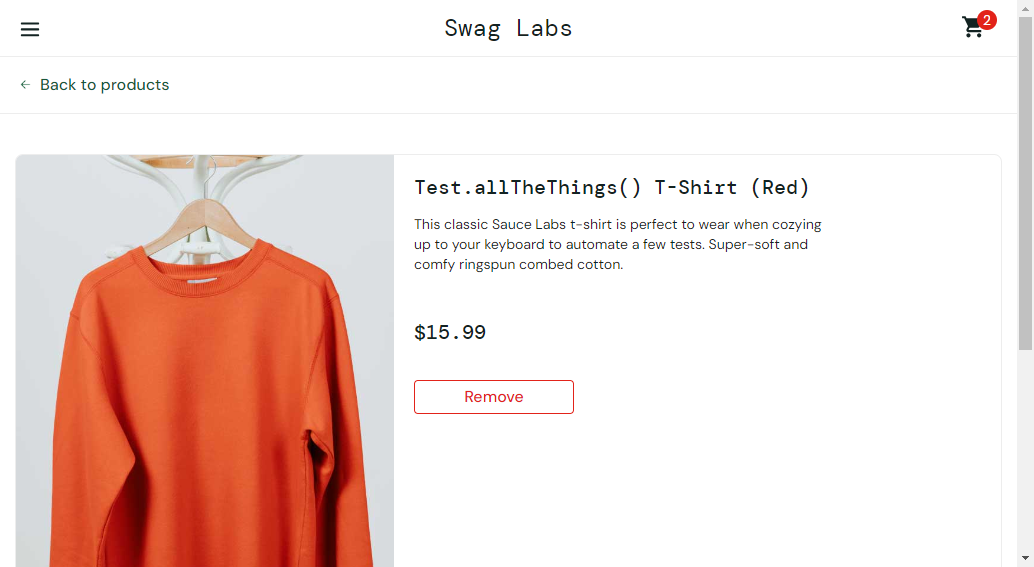 Swag Labs
2
Back to products
Test.allTheThings() T-Shirt (Red)
This classic Sauce Labs t-shirt is perfect to wear when cozying
up to your keyboard to automate a few tests. Super-soft and
comfy ringspun combed cotton.
$15.99
Remove